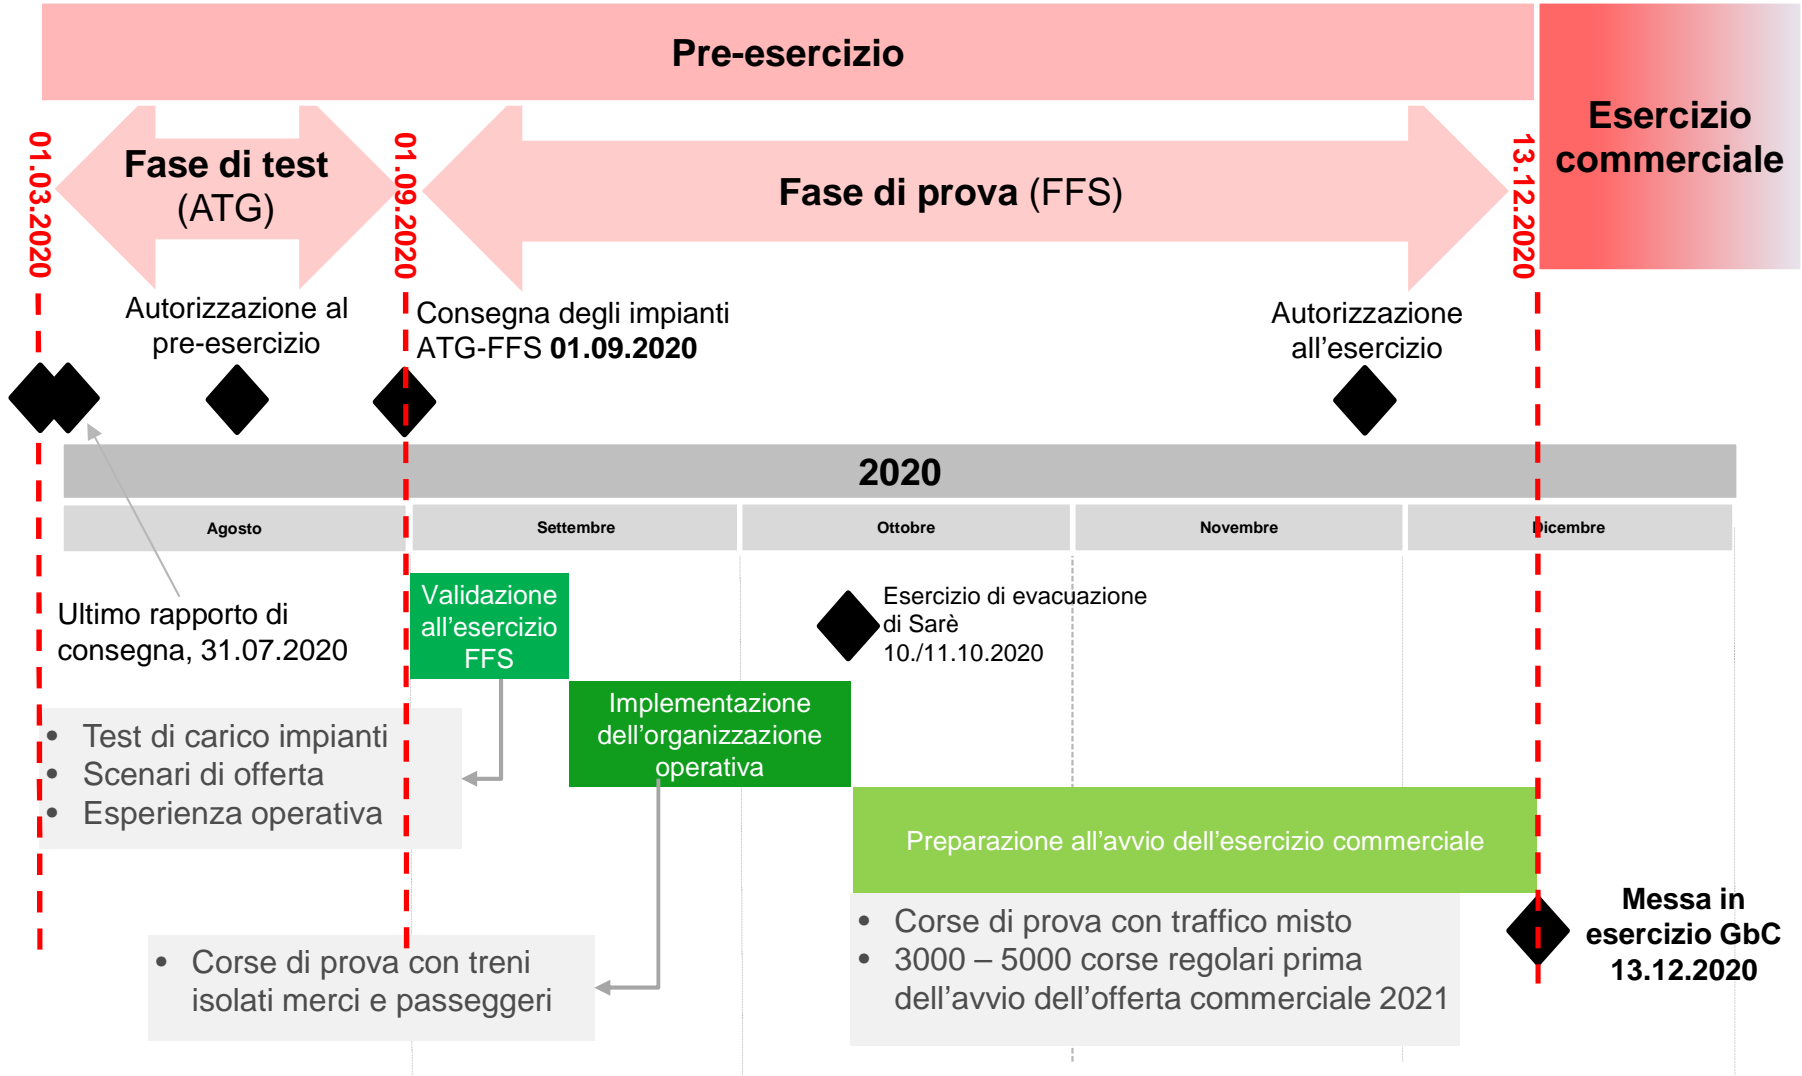 Pre-esercizio
Esercizio
commerciale
01.03.2020
Fase di test
(ATG)
01.09.2020
Fase di prova (FFS)
13.12.2020
Autorizzazione al
pre-esercizio
Consegna degli impianti
ATG-FFS 01.09.2020
Autorizzazione
all’esercizio
2020
Agosto
Settembre
Ottobre
Novembre
Dicembre
Ultimo rapporto di
consegna, 31.07.2020
Validazione
all’esercizio
FFS
Esercizio di evacuazione
di Sarè
10./11.10.2020
Implementazione
dell’organizzazione
operativa
• Test di carico impianti
• Scenari di offerta
• Esperienza operativa
Preparazione all’avvio dell’esercizio commerciale
• Corse di prova con treni
isolati merci e passeggeri
• Corse di prova con traffico misto
• 3000 – 5000 corse regolari prima
dell’avvio dell’offerta commerciale 2021
Messa in
esercizio GbC
13.12.2020